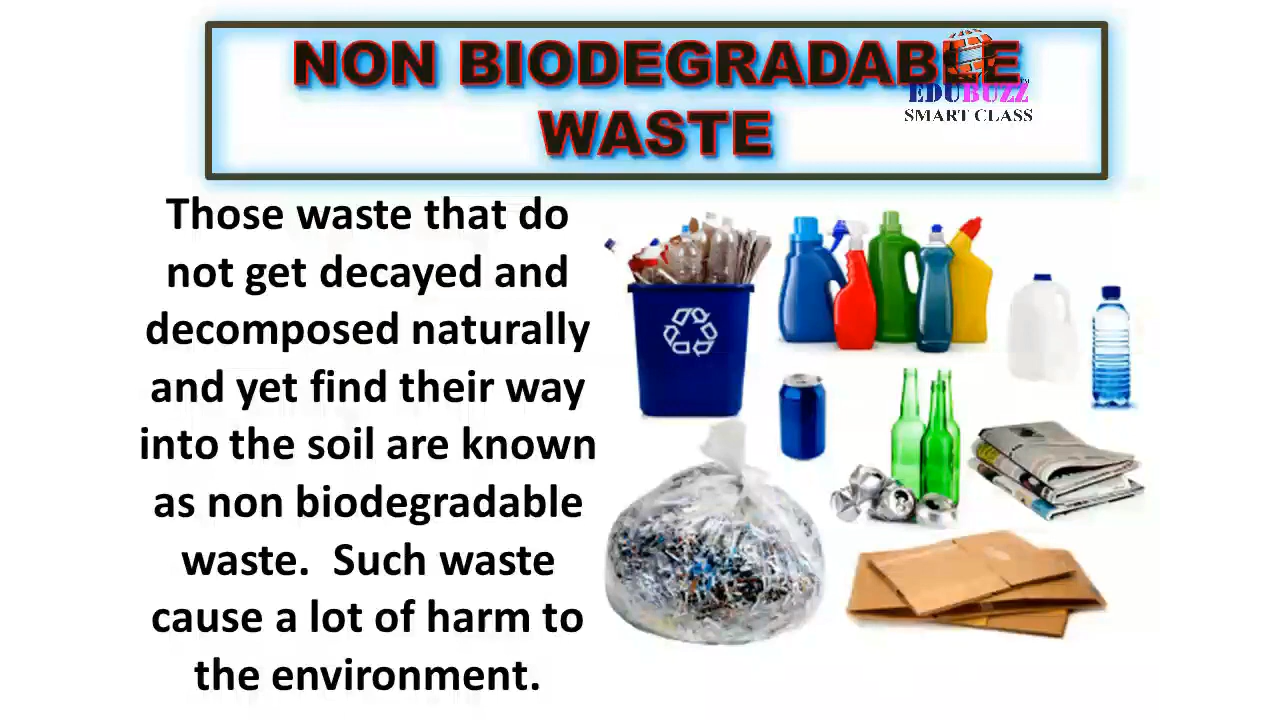 NON BIODEGRADABLE
WASTE
EDUBUZZ™
SMART CLASS
Those waste that do
not get decayed and
decomposed naturally
and yet find their way
into the soil are known
as non biodegradable
waste.  Such waste
cause a lot of harm to
the environment.